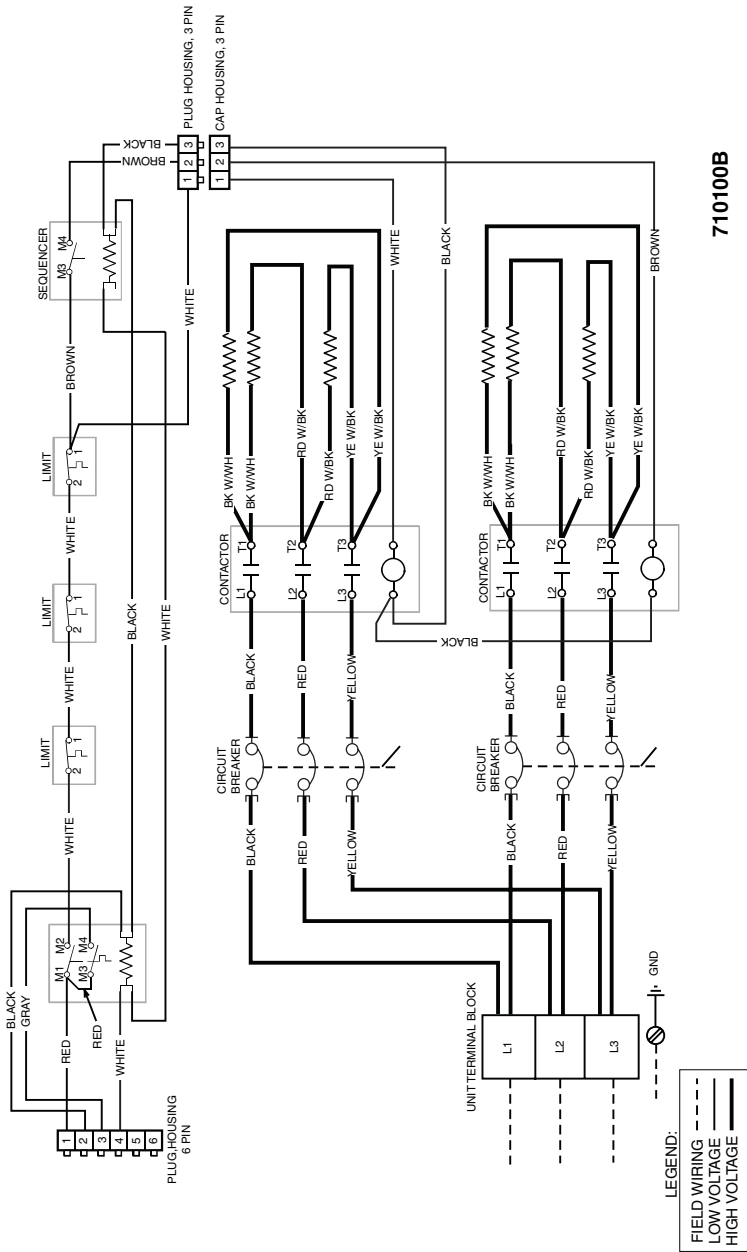 BLACK
GRAY
RED
RED
WHITE
M1
M2
M3
M4
1
2
3
4
5
6
PLUG,HOUSING
6 PIN
WHITE
LIMIT
2
1
WHITE
LIMIT
2
1
WHITE
LIMIT
2
1
BROWN
SEQUENCER
M3
M4
BLACK
WHITE
WHITE
BROWN
BLACK
1
2
3
PLUG HOUSING, 3 PIN
1
2
3
CAP HOUSING, 3 PIN
BLACK
RED
YELLOW
CIRCUIT
BREAKER
BLACK
RED
YELLOW
CONTACTOR
L1
T1
L2
T2
L3
T3
BK W/WH
BK W/WH
RD W/BK
RD W/BK
YE W/BK
YE W/BK
WHITE
BLACK
BLACK
BLACK
RED
YELLOW
CIRCUIT
BREAKER
BLACK
RED
YELLOW
CONTACTOR
L1
T1
L2
T2
L3
T3
BK W/WH
BK W/WH
RD W/BK
RD W/BK
YE W/BK
YE W/BK
BROWN
UNIT TERMINAL BLOCK
L1
L2
L3
GND
LEGEND:
FIELD WIRING
LOW VOLTAGE
HIGH VOLTAGE
710100B